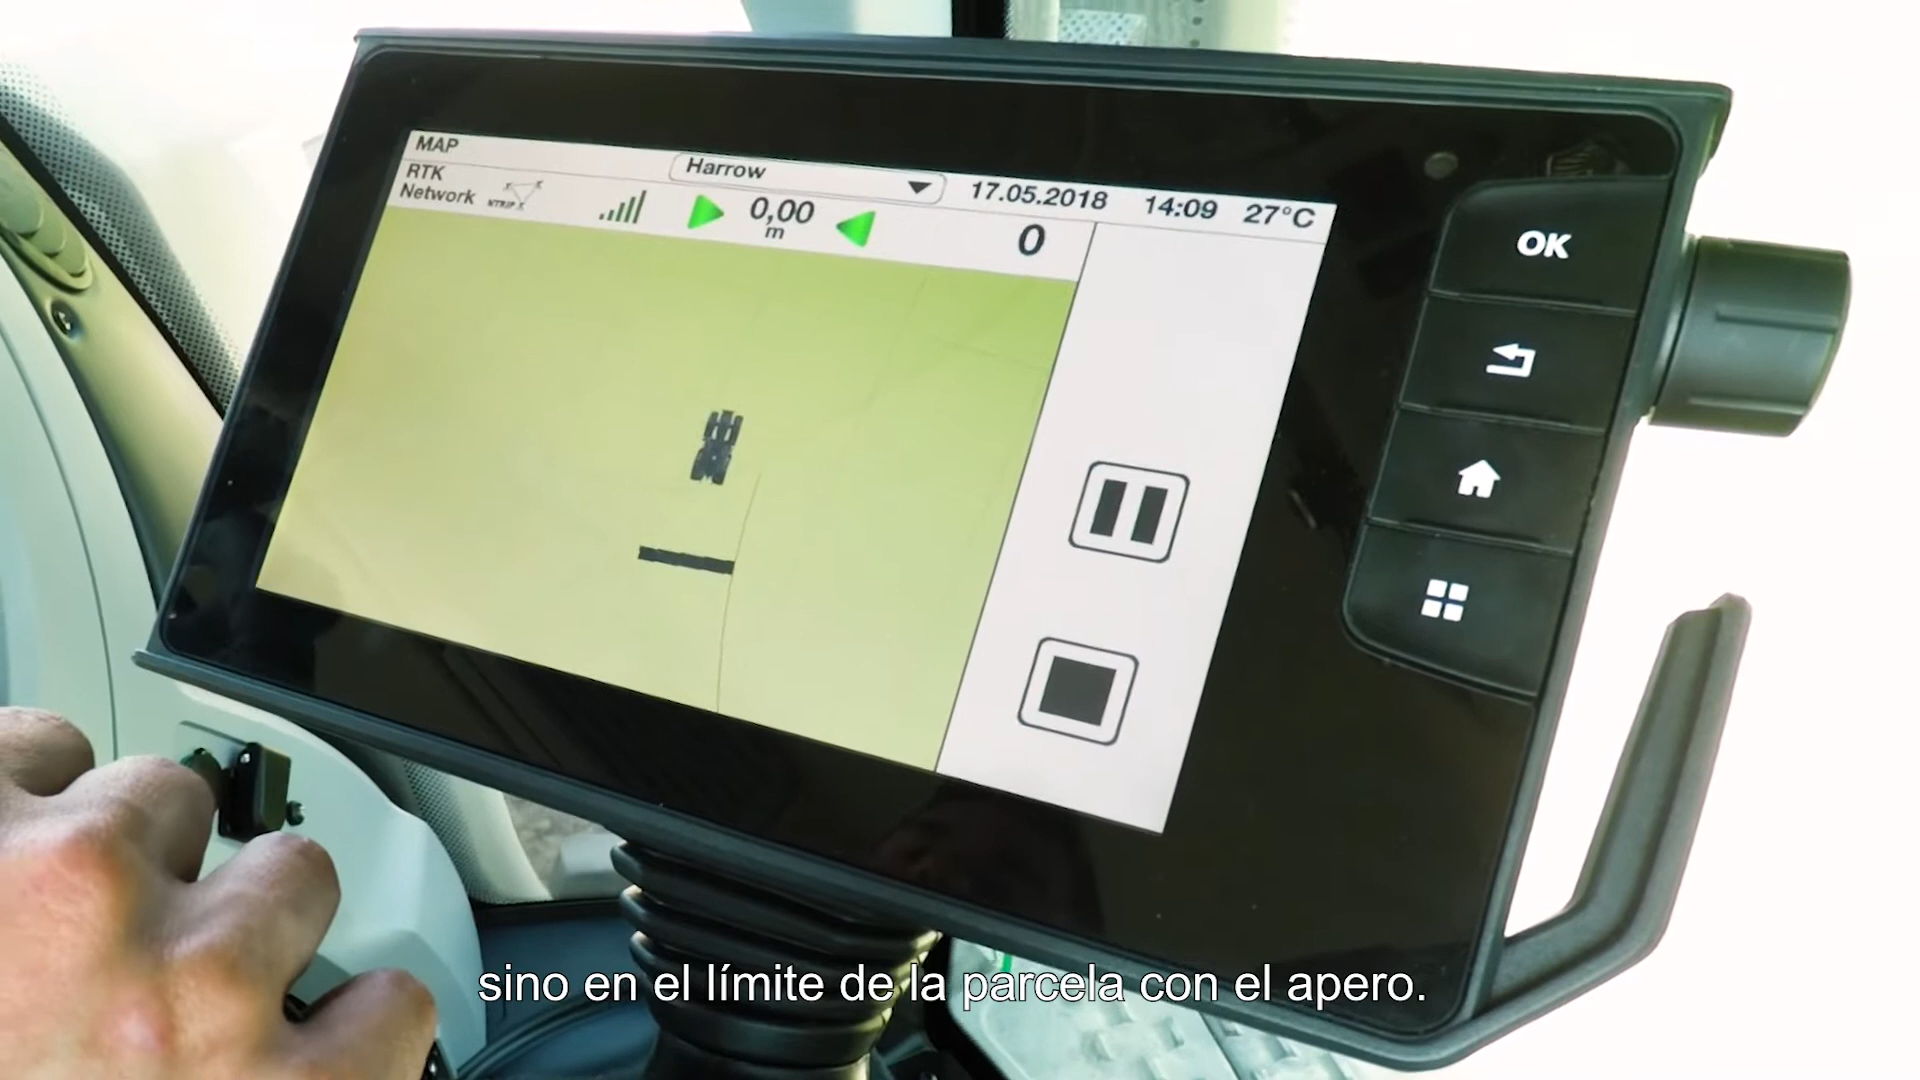 MAP
RTK
Network
NTRIP
Harrow
17.05.2018
14:09
27°C
0,00
m
0
OK
sino en el límite de la parcela con el apero.